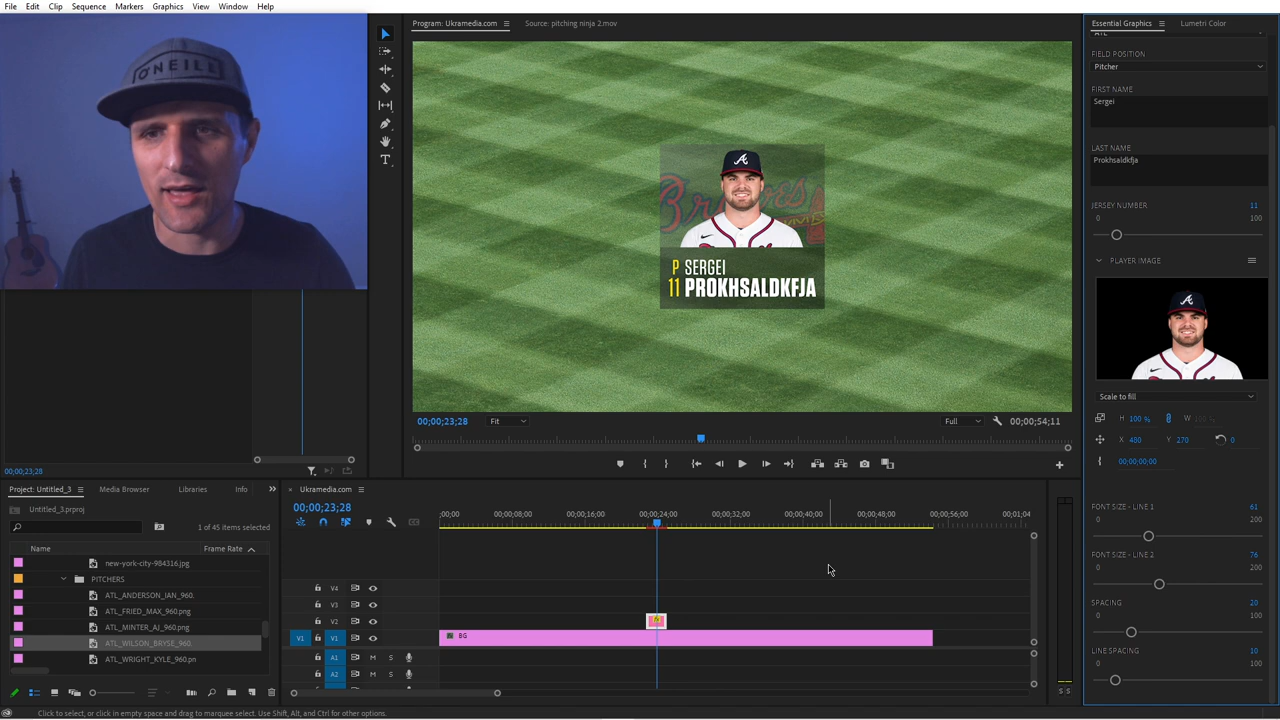 File Edit Clip Sequence Markers Graphics View Window Help
O'NEILL
Program: Ukramedia.com
Source: pitching ninja 2.mov
P SERGEI
11 PROKHSALDKFJA
00;00;23;28
Fit
Full
00;00;54;11
Essential Graphics
Lumetri Color
FIELD POSITION
Pitcher
FIRST NAME
Sergei
LAST NAME
Prokhsaldkfja
JERSEY NUMBER 11
0 100
PLAYER IMAGE
Scale to fill
H 100 % W 100 %
X 480 Y 270 0
00;00;00;00
FONT SIZE - LINE 1 61
0 200
FONT SIZE - LINE 2 76
0 200
SPACING 20
0 100
LINE SPACING 10
0 100
00;00;23;28
Project: Untitled_3
Media Browser
Libraries
Info
Untitled_3.prproj
1 of 45 items selected
Name
Frame Rate
new-york-city-984316.jpg
PITCHERS
ATL_ANDERSON_IAN_960.
ATL_FRIED_MAX_960.png
ATL_MINTER_AJ_960.png
ATL_WILSON_BRYSE_960.
ATL_WRIGHT_KYLE_960.pn
Ukramedia.com
00;00;23;28
;00;00 00;00;08;00 00;00;16;00 00;00;24;00 00;00;32;00 00;00;40;00 00;00;48;00 00;00;56;00 00;01;04
V4
V3
V2
V1 V1 BG
A1 M S
A2 M S
S S
Click to select, or click in empty space and drag to marquee select. Use Shift, Alt, and Ctrl for other options.